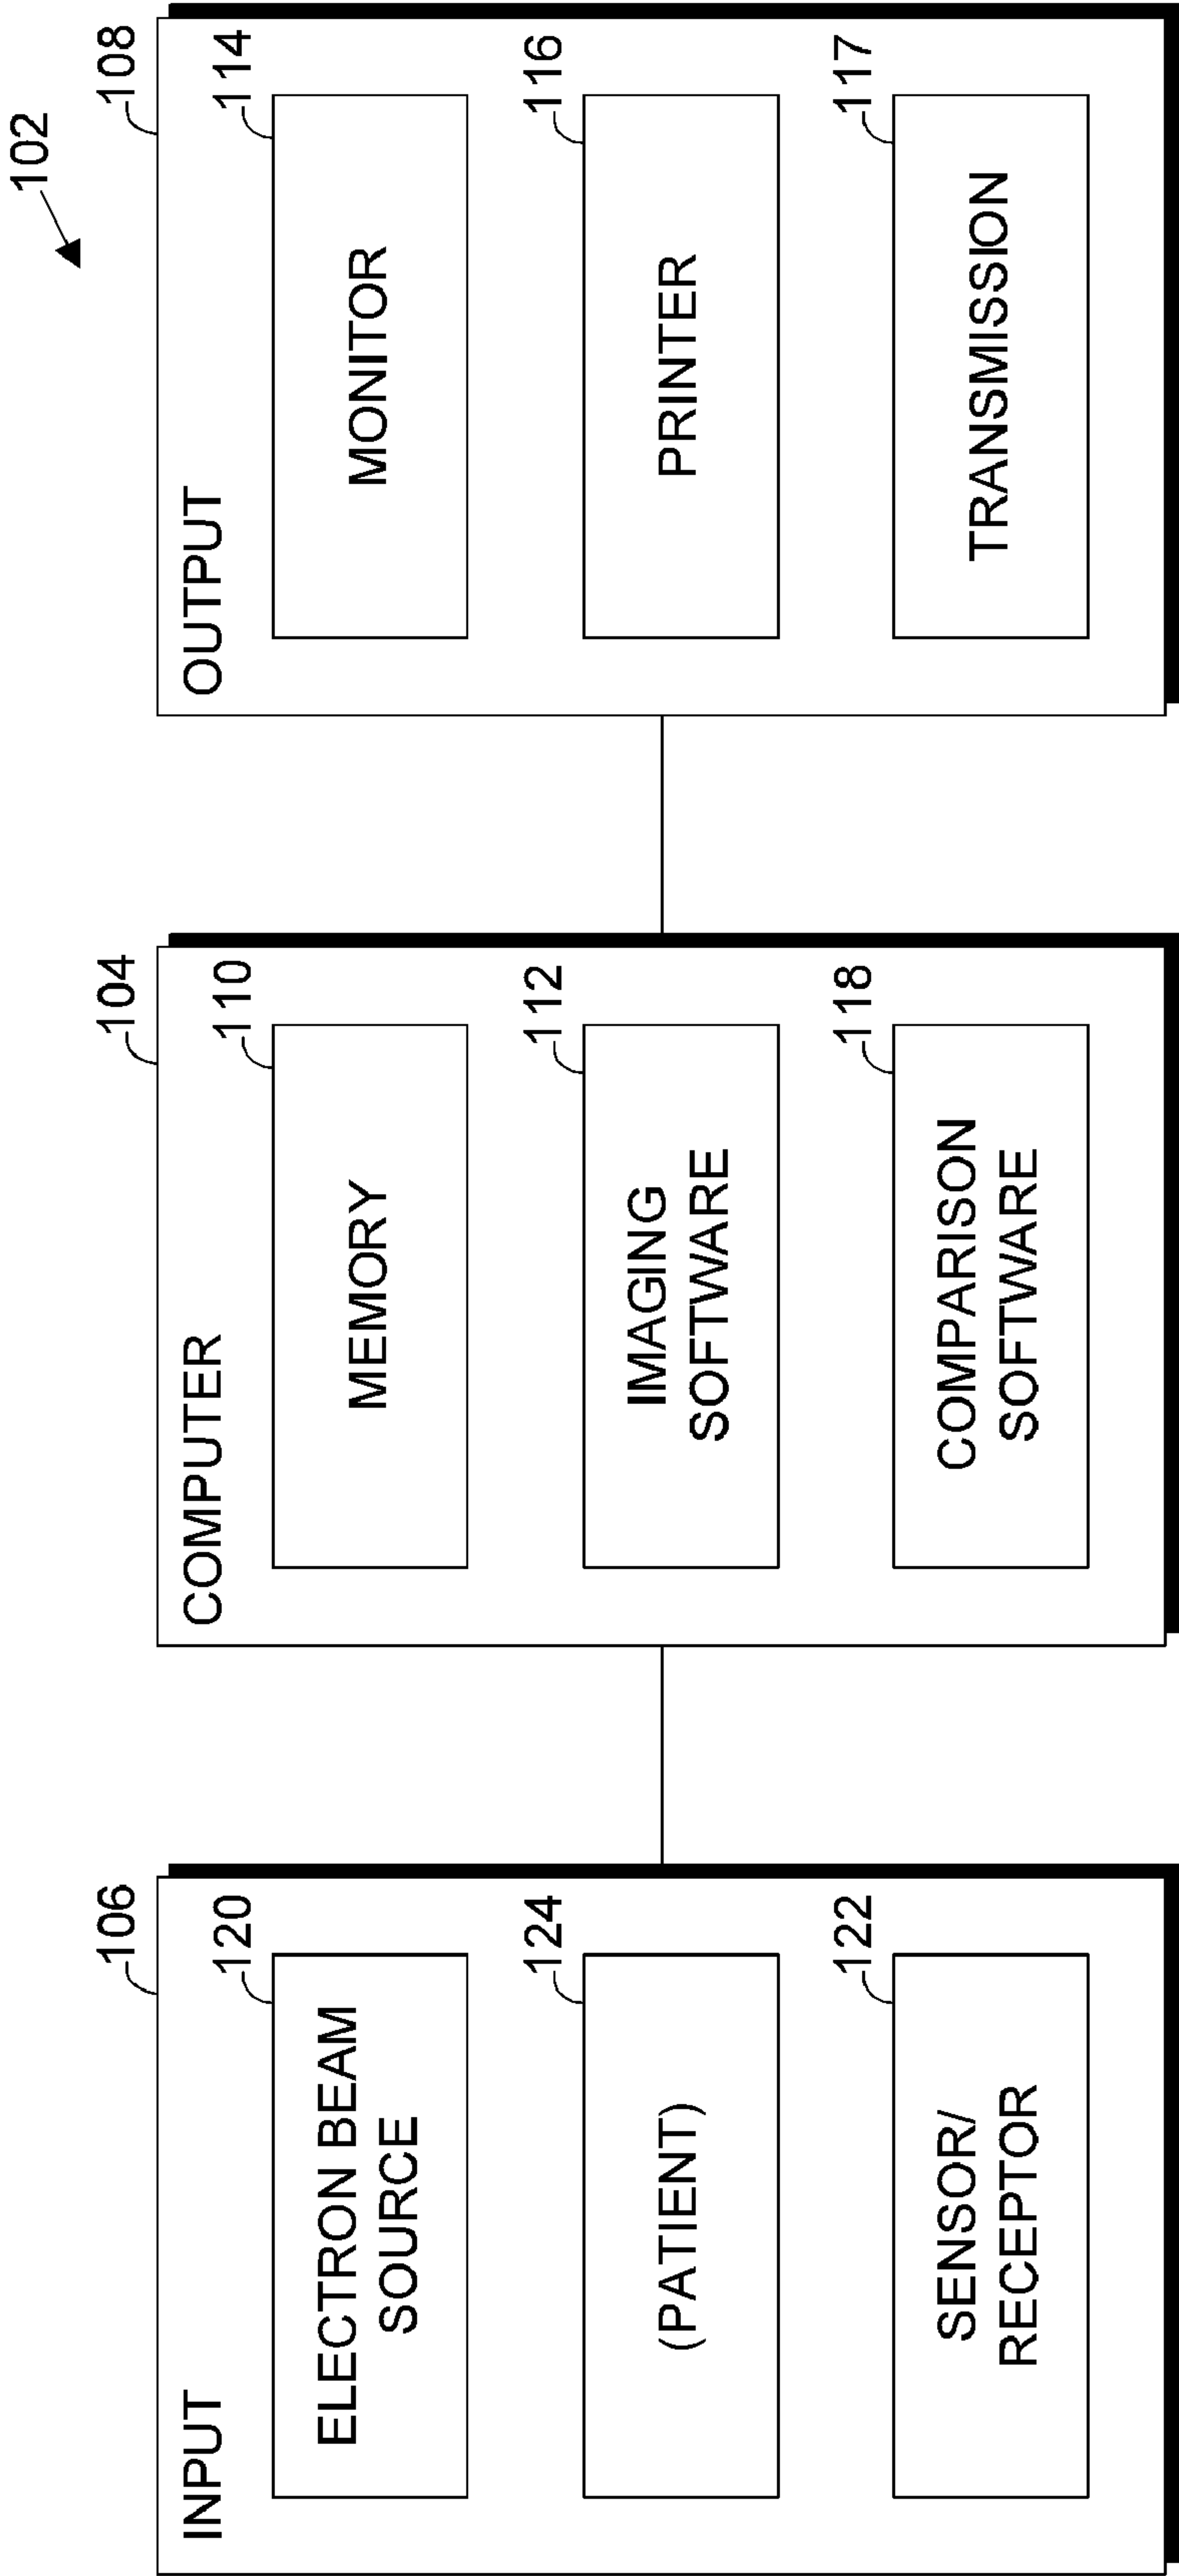 102
INPUT
106
ELECTRON BEAM
SOURCE
120
(PATIENT)
124
SENSOR/
RECEPTOR
122
COMPUTER
104
MEMORY
110
IMAGING
SOFTWARE
112
COMPARISON
SOFTWARE
118
OUTPUT
108
MONITOR
114
PRINTER
116
TRANSMISSION
117